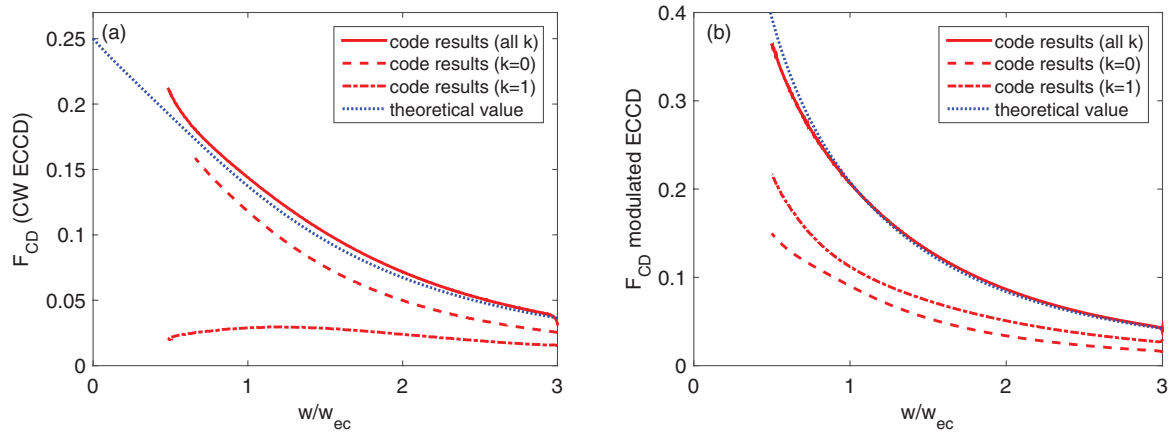 (a)
F_CD (CW ECCD)
0.25
0.2
0.15
0.1
0.05
0
code results (all k)
code results (k=0)
code results (k=1)
theoretical value
0 1 2 3
w/w_ec
(b)
F_CD modulated ECCD
0.4
0.3
0.2
0.1
0
code results (all k)
code results (k=0)
code results (k=1)
theoretical value
0 1 2 3
w/w_ec